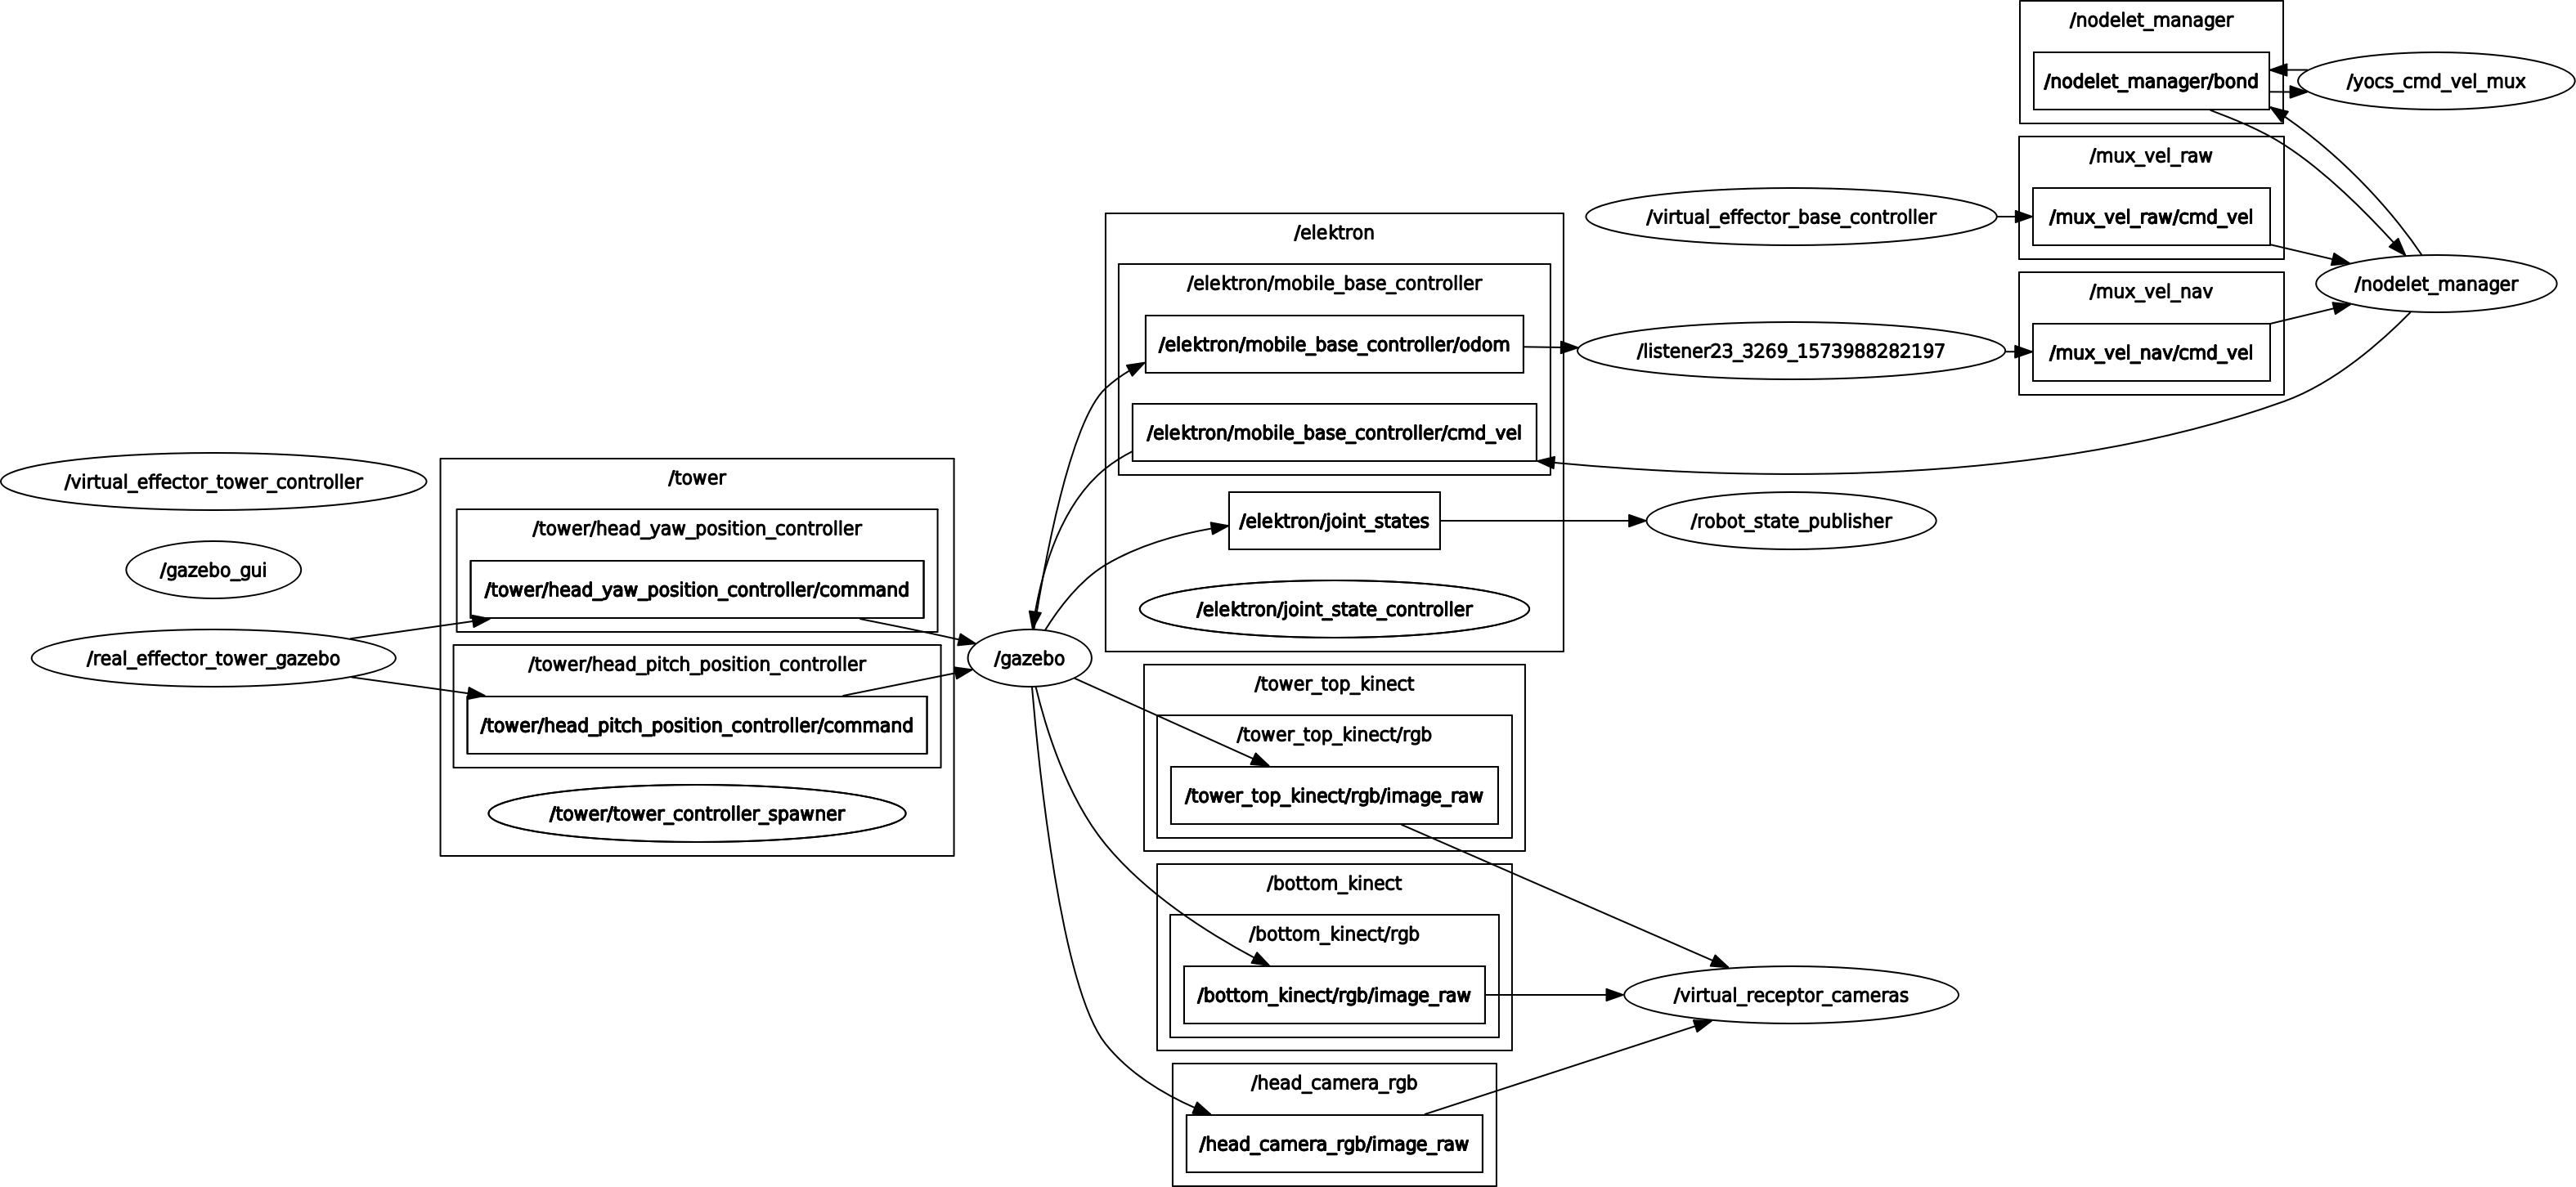 /nodelet_manager
/nodelet_manager/bond
/yocs_cmd_vel_mux
/mux_vel_raw
/virtual_effector_base_controller
/mux_vel_raw/cmd_vel
/elektron
/elektron/mobile_base_controller
/nodelet_manager
/mux_vel_nav
/elektron/mobile_base_controller/odom
/listener23_3269_1573988282197
/mux_vel_nav/cmd_vel
/elektron/mobile_base_controller/cmd_vel
/virtual_effector_tower_controller
/tower
/tower/head_yaw_position_controller
/elektron/joint_states
/robot_state_publisher
/gazebo_gui
/tower/head_yaw_position_controller/command
/elektron/joint_state_controller
/real_effector_tower_gazebo
/tower/head_pitch_position_controller
/gazebo
/tower_top_kinect
/tower/head_pitch_position_controller/command
/tower_top_kinect/rgb
/tower_top_kinect/rgb/image_raw
/tower/tower_controller_spawner
/bottom_kinect
/bottom_kinect/rgb
/bottom_kinect/rgb/image_raw
/virtual_receptor_cameras
/head_camera_rgb
/head_camera_rgb/image_raw